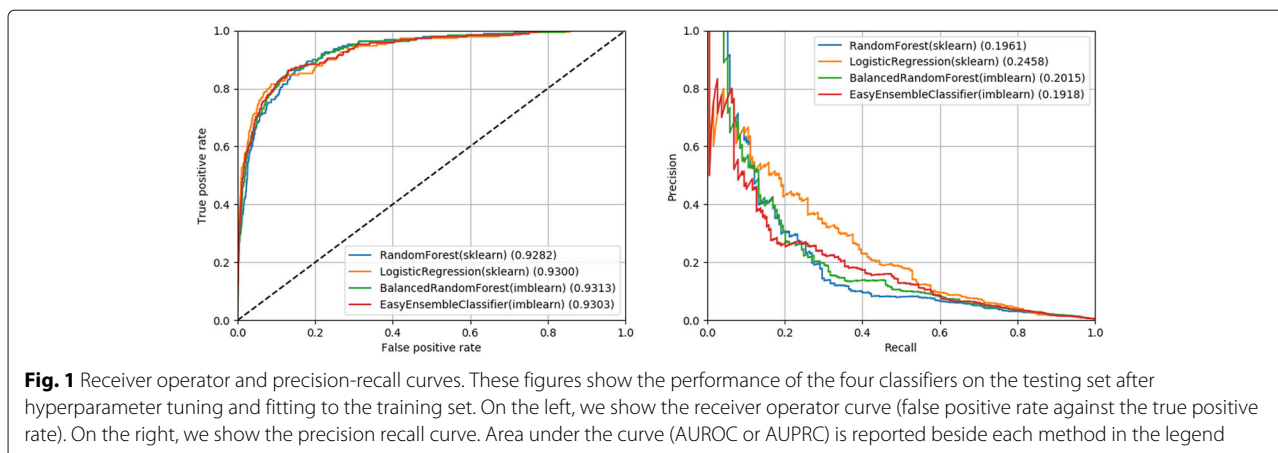 1.0
0.8
0.6
0.4
0.2
0.0
True positive rate
0.0 0.2 0.4 0.6 0.8 1.0
False positive rate
RandomForest(sklearn) (0.9282)
LogisticRegression(sklearn) (0.9300)
BalancedRandomForest(imblearn) (0.9313)
EasyEnsembleClassifier(imblearn) (0.9303)
1.0
0.8
0.6
0.4
0.2
0.0
Precision
0.0 0.2 0.4 0.6 0.8 1.0
Recall
RandomForest(sklearn) (0.1961)
LogisticRegression(sklearn) (0.2458)
BalancedRandomForest(imblearn) (0.2015)
EasyEnsembleClassifier(imblearn) (0.1918)
Fig. 1 Receiver operator and precision-recall curves. These figures show the performance of the four classifiers on the testing set after
hyperparameter tuning and fitting to the training set. On the left, we show the receiver operator curve (false positive rate against the true positive
rate). On the right, we show the precision recall curve. Area under the curve (AUROC or AUPRC) is reported beside each method in the legend